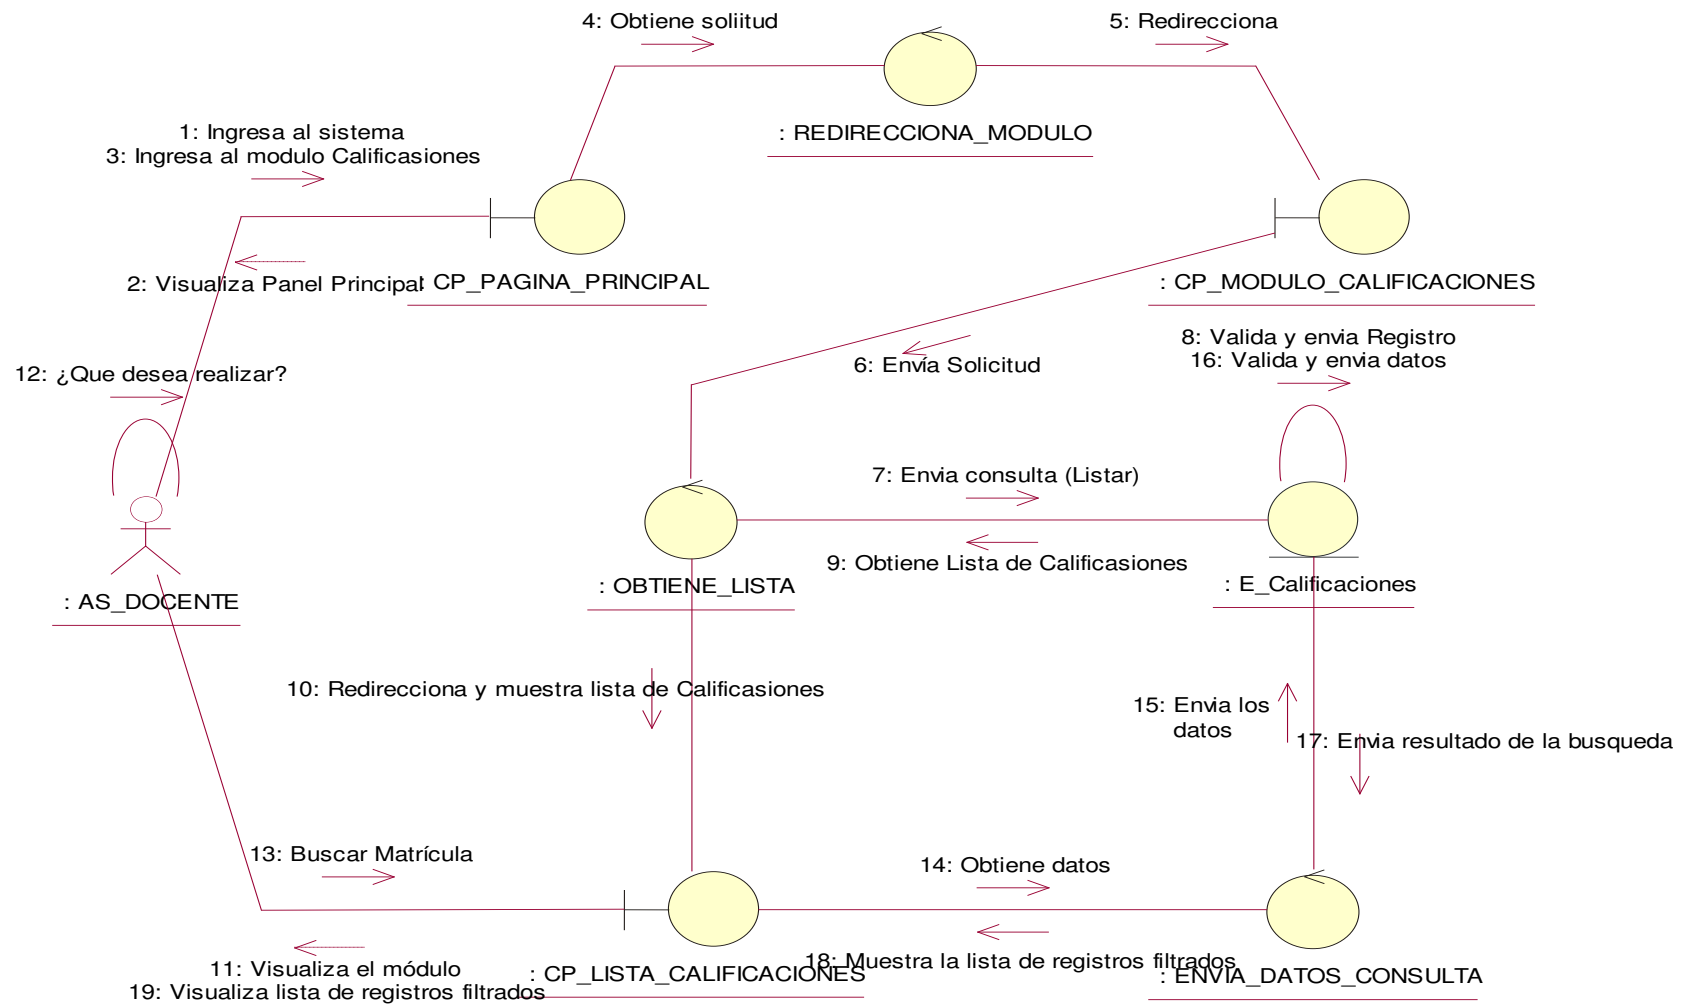 4: Obtiene soliitud
5: Redirecciona
1: Ingresa al sistema
3: Ingresa al modulo Calificasiones
: REDIRECCIONA_MODULO
2: Visualiza Panel Principal
: CP_PAGINA_PRINCIPAL
: CP_MODULO_CALIFICACIONES
8: Valida y envia Registro
16: Valida y envia datos
6: Envía Solicitud
12: ¿Que desea realizar?
7: Envia consulta (Listar)
9: Obtiene Lista de Calificasiones
: OBTIENE_LISTA
: E_Calificaciones
: AS_DOCENTE
10: Redirecciona y muestra lista de Calificasiones
15: Envia los
datos
17: Envia resultado de la busqueda
13: Buscar Matrícula
14: Obtiene datos
11: Visualiza el módulo
19: Visualiza lista de registros filtrados
: CP_LISTA_CALIFICACIONES
18: Muestra la lista de registros filtrados
: ENVIA_DATOS_CONSULTA